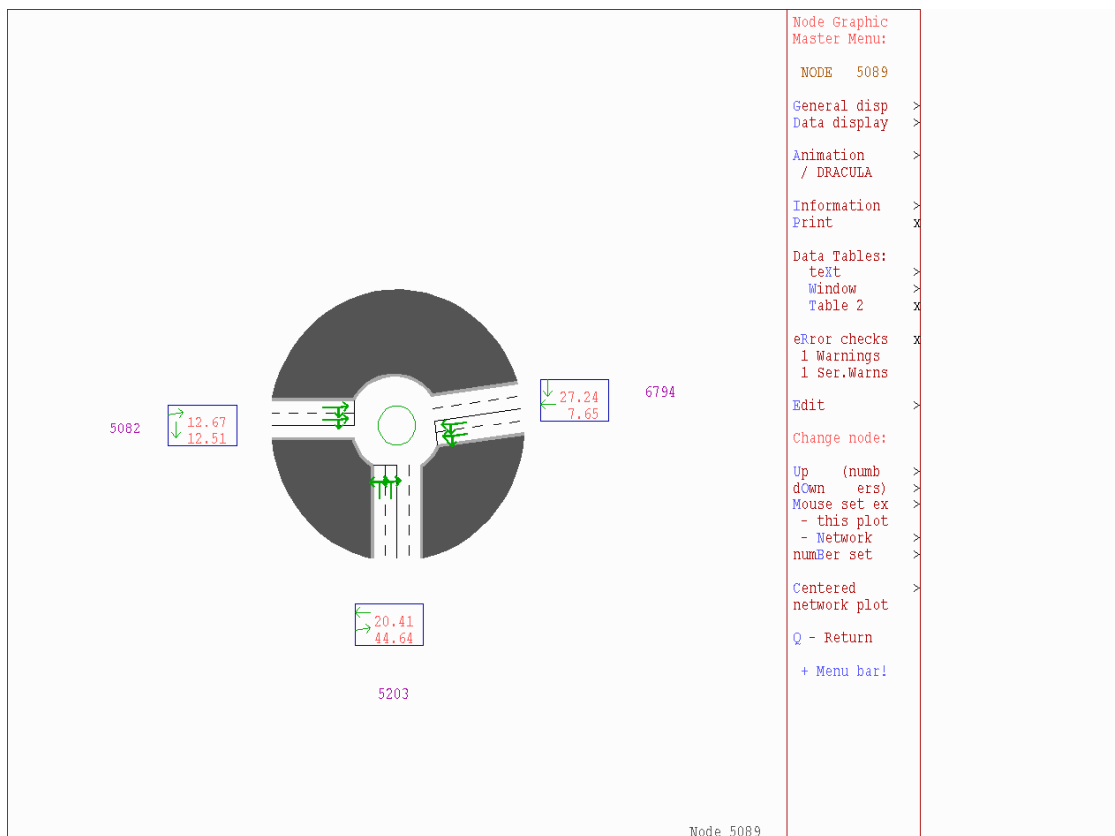 Node Graphic
Master Menu:
NODE 5089
General disp >
Data display >
Animation >
/ DRACULA
Information >
Print x
Data Tables:
teXt >
Window >
Table 2 x
eRror checks x
1 Warnings
1 Ser.Warns
Edit >
Change node:
Up (numb >
dOwn ers) >
Mouse set ex >
- this plot
- Network >
numBer set >
Centered >
network plot
Q - Return
+ Menu bar!
6794
27.24
7.65
5082
12.67
12.51
20.41
44.64
5203
Node 5089